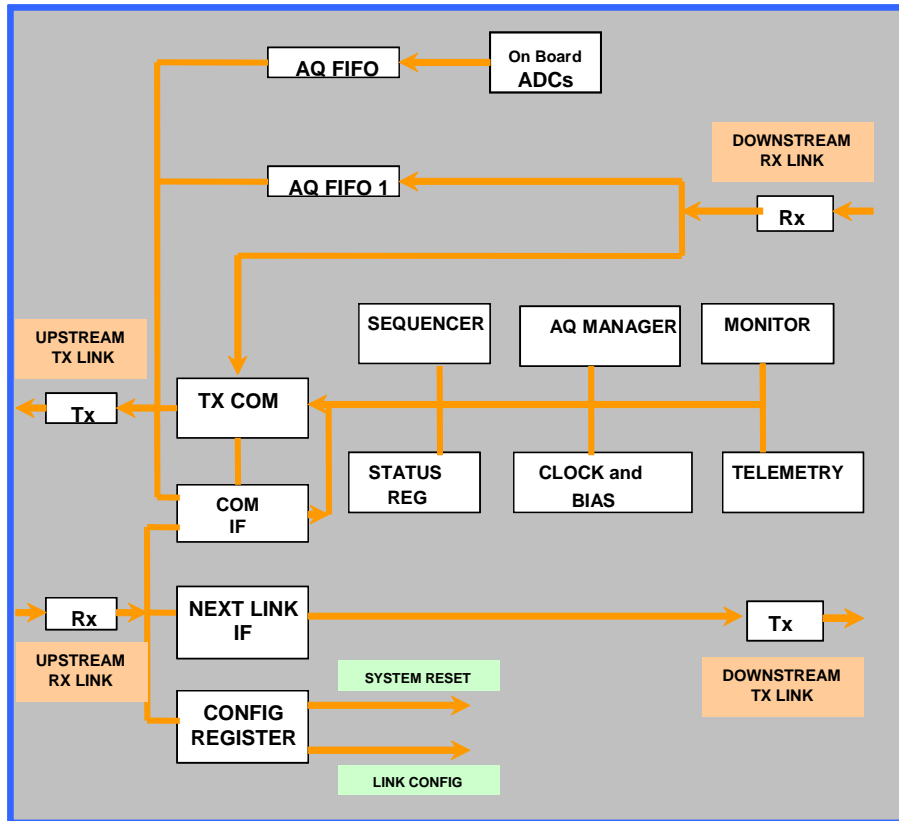 AQ FIFO
On Board
ADCs
DOWNSTREAM
RX LINK
AQ FIFO 1
Rx
SEQUENCER
AQ MANAGER
MONITOR
UPSTREAM
TX LINK
Tx
TX COM
STATUS
REG
CLOCK and
BIAS
TELEMETRY
COM
IF
Rx
NEXT LINK
IF
Tx
UPSTREAM
RX LINK
SYSTEM RESET
DOWNSTREAM
TX LINK
CONFIG
REGISTER
LINK CONFIG